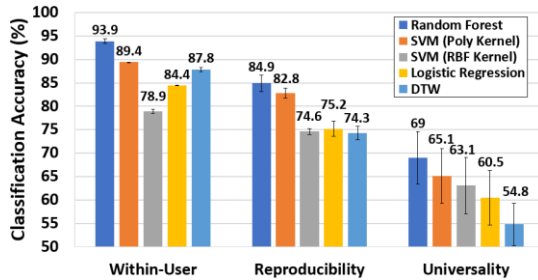 Classification Accuracy (%)
100
95
90
85
80
75
70
65
60
55
50
93.9
89.4
78.9
84.4
87.8
84.9
82.8
74.6
75.2
74.3
69
65.1
63.1
60.5
54.8
Random Forest
SVM (Poly Kernel)
SVM (RBF Kernel)
Logistic Regression
DTW
Within-User
Reproducibility
Universality